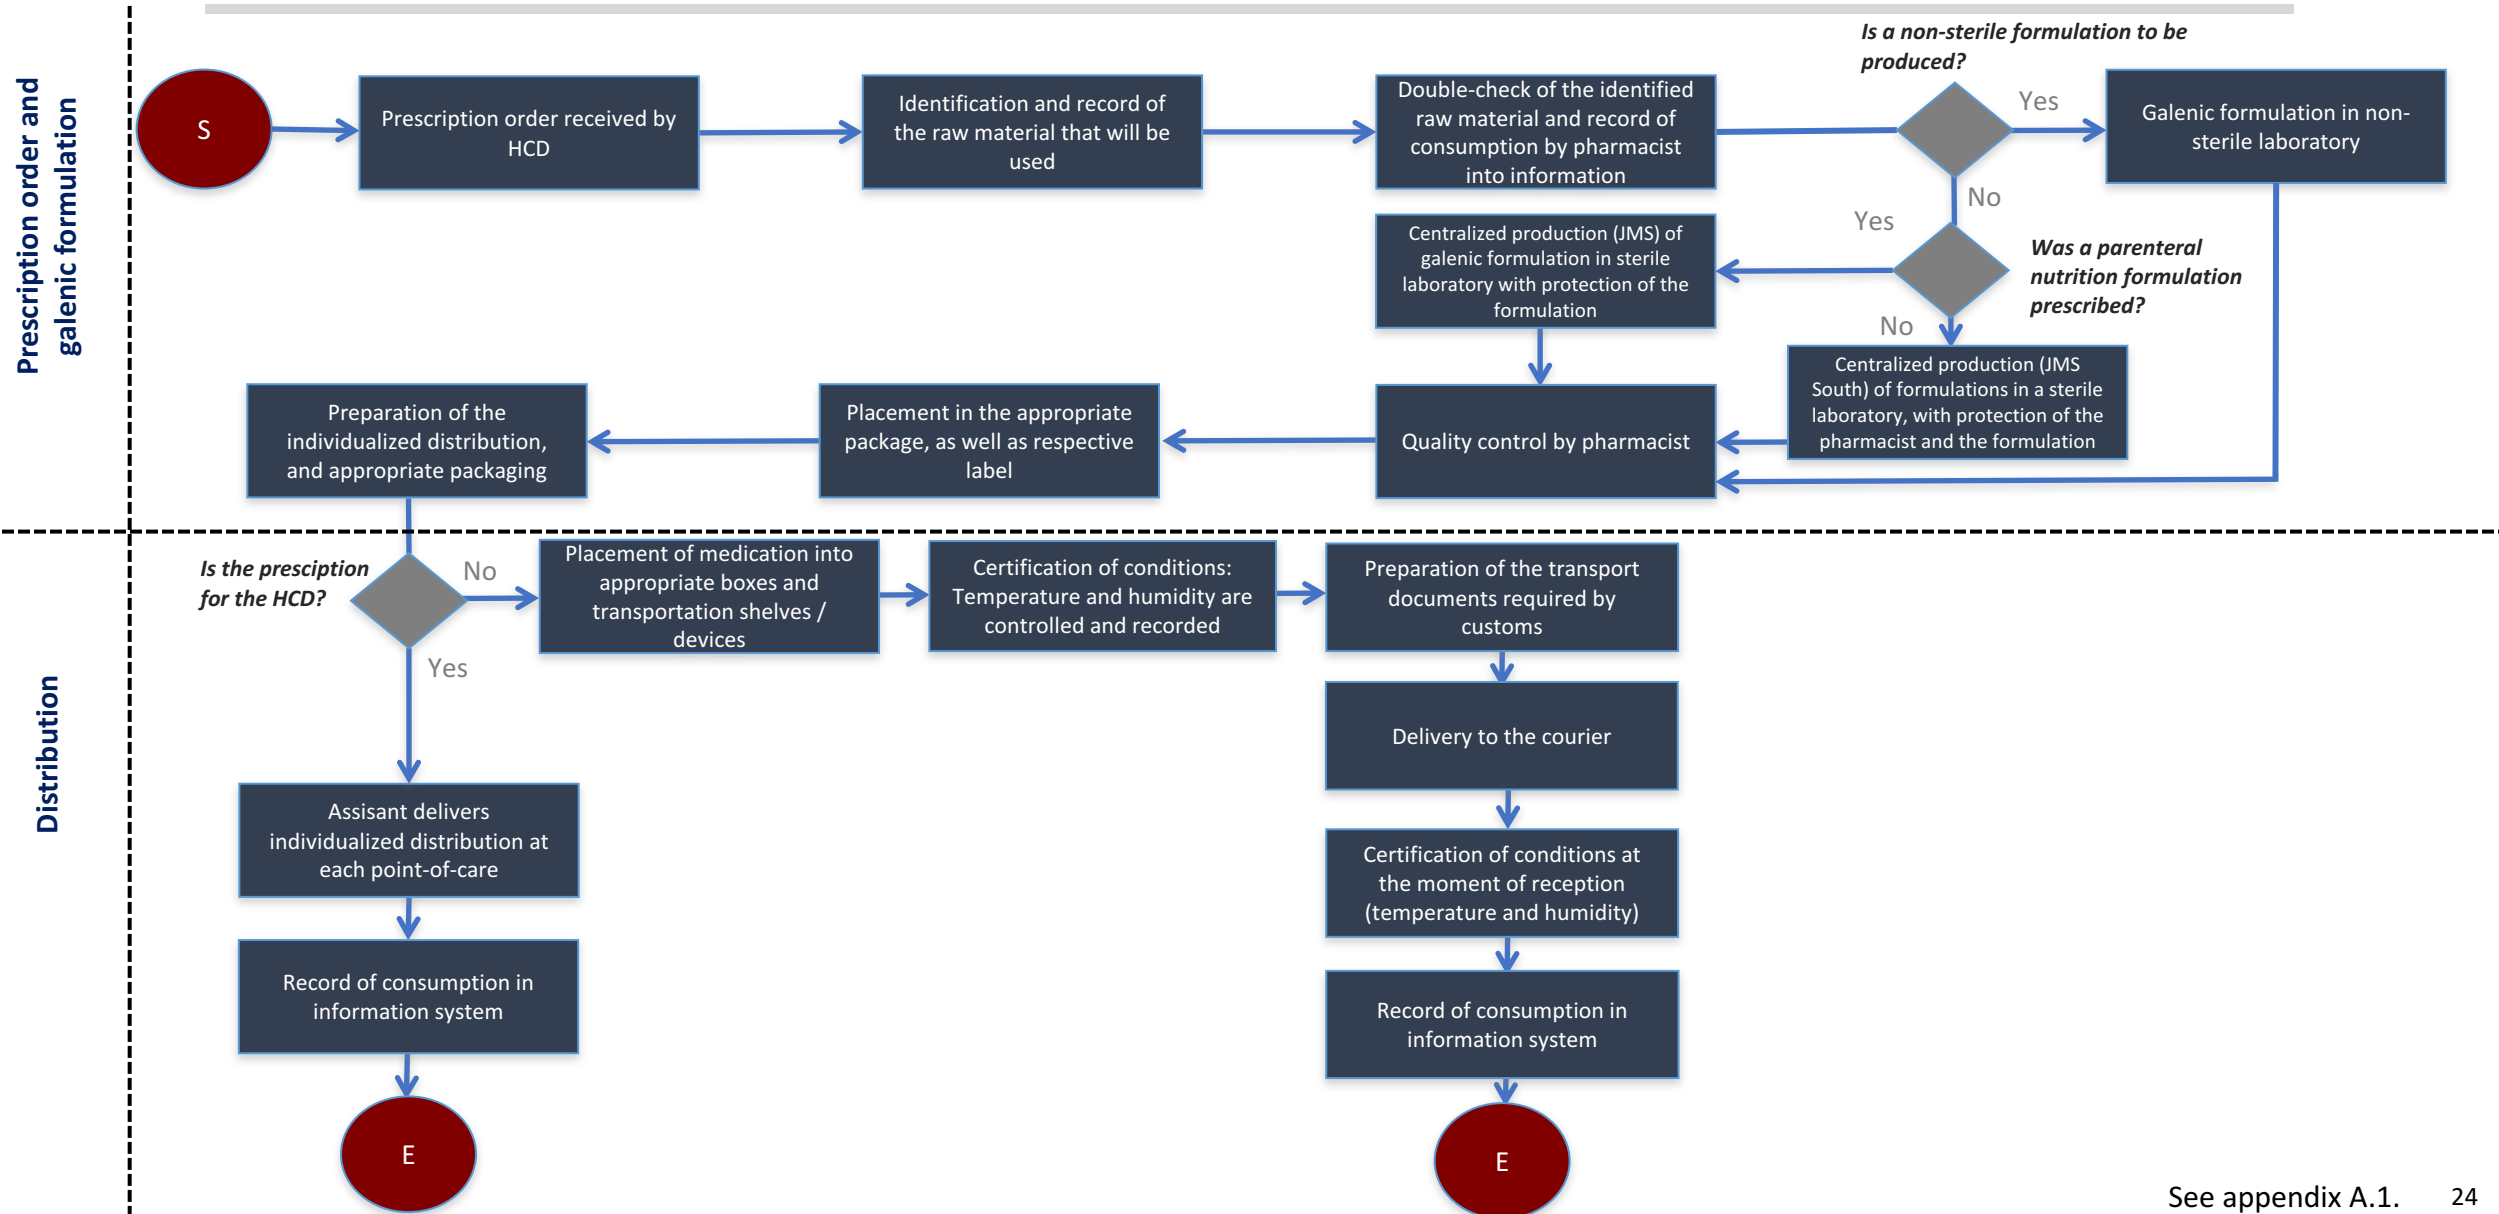 Prescription order and
galenic formulation
S
Prescription order received by
HCD
Identification and record of
the raw material that will be
used
Double-check of the identified
raw material and record of
consumption by pharmacist
into information
Is a non-sterile formulation to be
produced?
Yes
No
Galenic formulation in non-
sterile laboratory
Was a parenteral
nutrition formulation
prescribed?
Yes
No
Centralized production (JMS) of
galenic formulation in sterile
laboratory with protection of the
formulation
Centralized production (JMS
South) of formulations in a sterile
laboratory, with protection of the
pharmacist and the formulation
Quality control by pharmacist
Placement in the appropriate
package, as well as respective
label
Preparation of the
individualized distribution,
and appropriate packaging
Distribution
Is the presciption
for the HCD?
No
Yes
Placement of medication into
appropriate boxes and
transportation shelves /
devices
Certification of conditions:
Temperature and humidity are
controlled and recorded
Preparation of the transport
documents required by
customs
Delivery to the courier
Certification of conditions at
the moment of reception
(temperature and humidity)
Record of consumption in
information system
E
Assisant delivers
individualized distribution at
each point-of-care
Record of consumption in
information system
E
See appendix A.1.
24